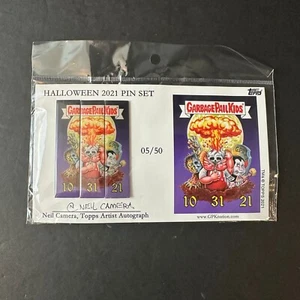 HALLOWEEN 2021 PIN SET
Topps
GARBAGE PAIL KIDS
GARBAGE PAIL KIDS
05/50
10 31 21
10 31 21
@ NEIL CAMERA
Neil Camera, Topps Artist Autograph
www.GPKnation.com